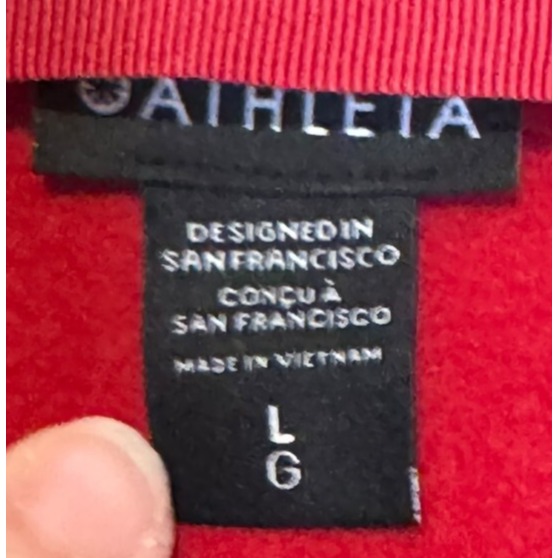 ATHLETA
DESIGNED IN
SAN FRANCISCO
CONÇU À
SAN FRANCISCO
MADE IN VIETNAM
L
G